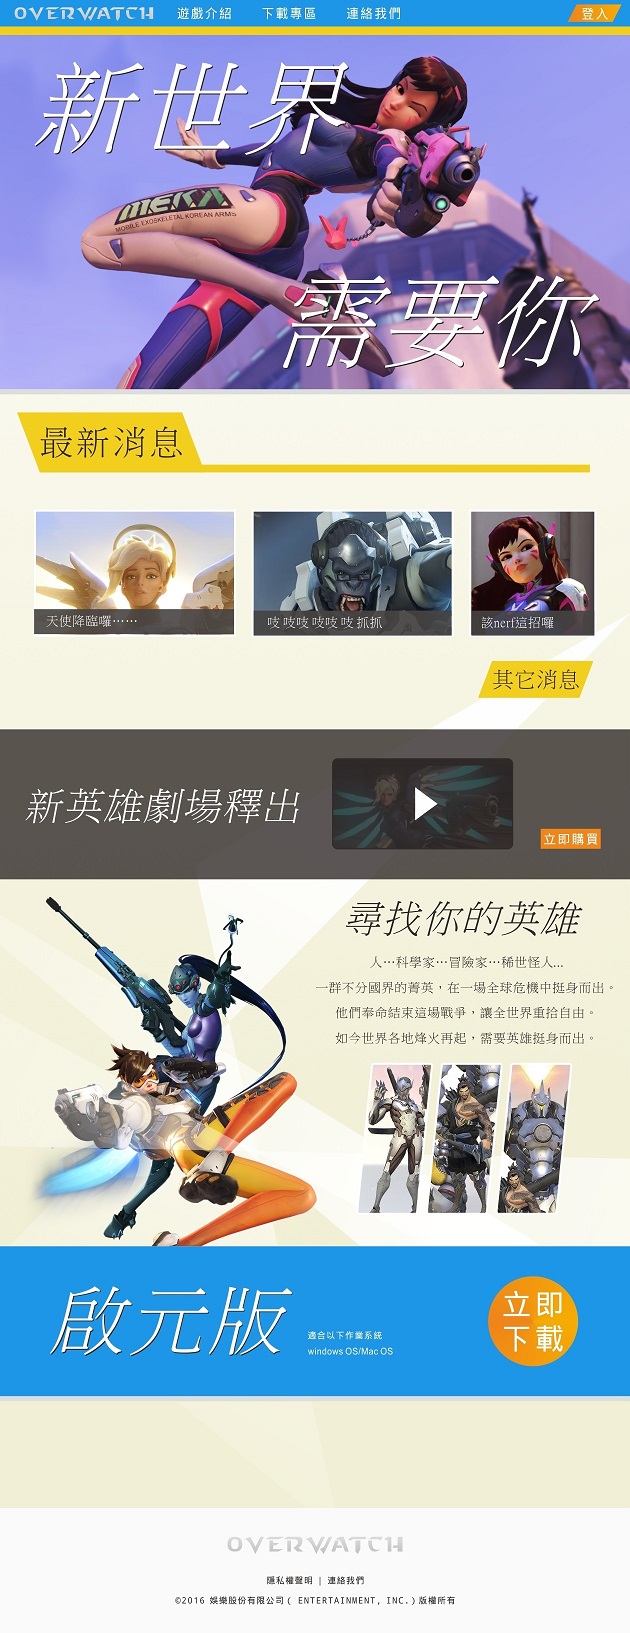 OVERWATCH 遊戲介紹 下載專區 連絡我們 登入
新世界
MEKA
MOBILE EXOSKELETAL KOREAN ARMS
需要你
最新消息
天使降臨囉……
吱 吱吱 吱吱 吱 抓抓
該nerf這招囉
其它消息
新英雄劇場釋出
立即購買
尋找你的英雄
人…科學家…冒險家…稀世怪人...
一群不分國界的菁英，在一場全球危機中挺身而出。
他們奉命結束這場戰爭，讓全世界重拾自由。
如今世界各地烽火再起，需要英雄挺身而出。
啟元版
適合以下作業系統
windows OS/Mac OS
立即
下載
OVERWATCH
隱私權聲明 | 連絡我們
©2016 娛樂股份有限公司 ( ENTERTAINMENT, INC.) 版權所有